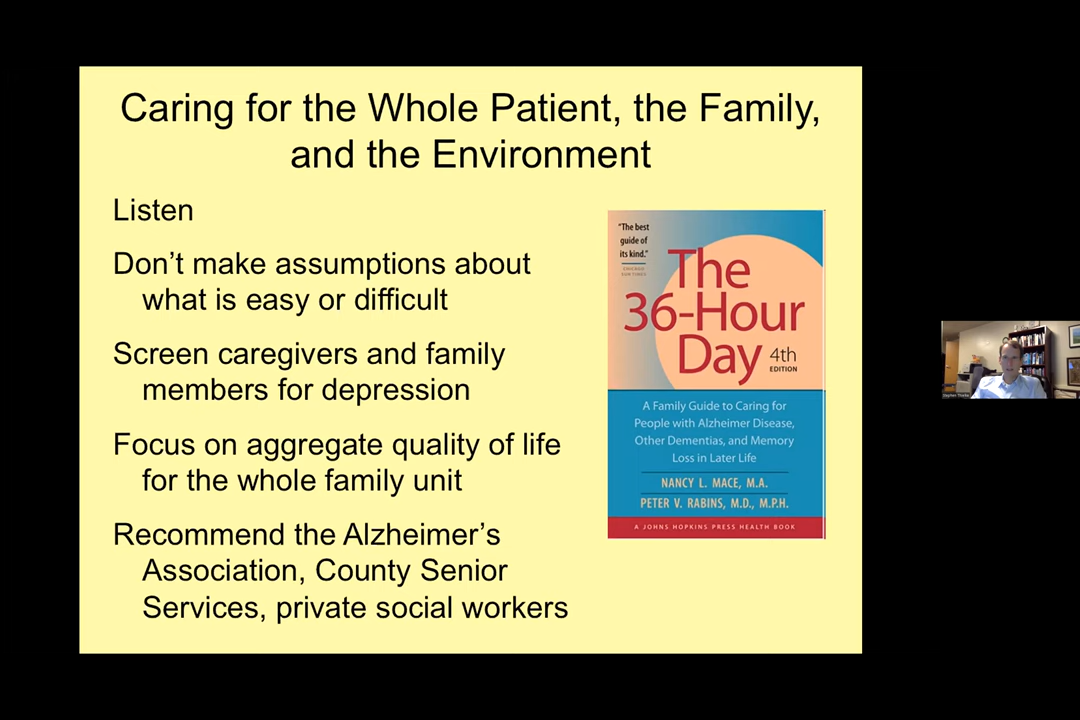 Caring for the Whole Patient, the Family,
and the Environment
Listen
Don't make assumptions about
what is easy or difficult
Screen caregivers and family
members for depression
Focus on aggregate quality of life
for the whole family unit
Recommend the Alzheimer's
Association, County Senior
Services, private social workers
"The best
guide of
its kind."
CHICAGO
SUN TIMES
The
36-Hour
Day 4th
EDITION
A Family Guide to Caring for
People with Alzheimer Disease,
Other Dementias, and Memory
Loss in Later Life
NANCY L. MACE, M.A.
PETER V. RABINS, M.D., M.P.H.
A JOHNS HOPKINS PRESS HEALTH BOOK